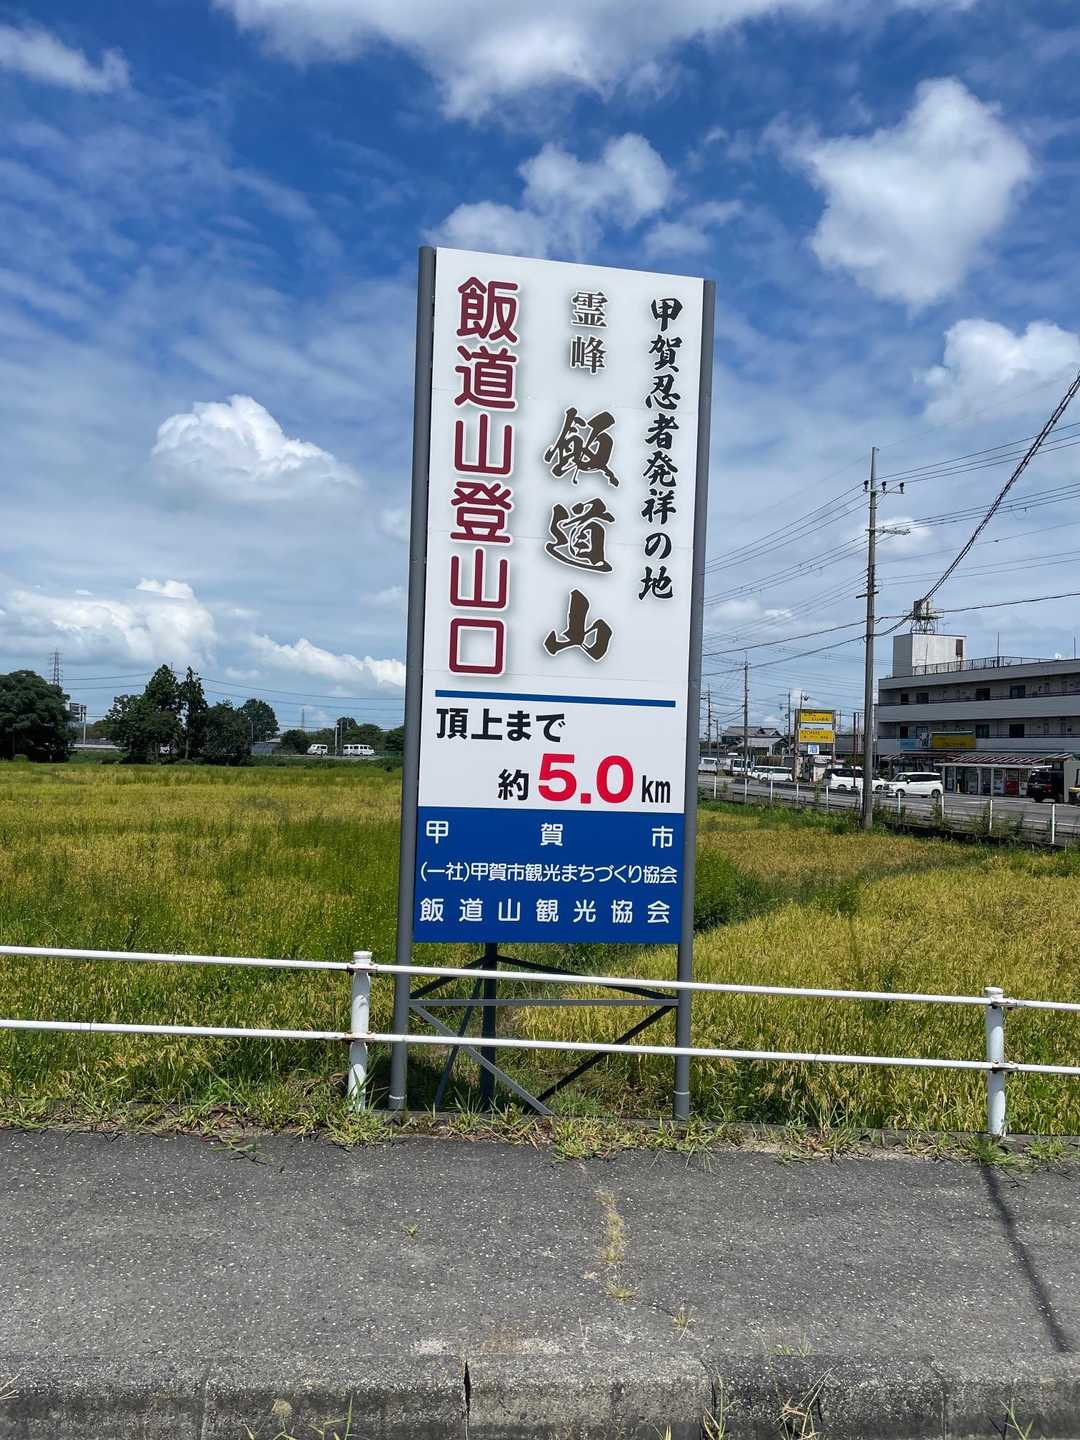 甲賀忍者発祥の地
霊峰 飯道山
飯道山登山口
頂上まで
約5.0km
甲賀市
(一社)甲賀市観光まちづくり協会
飯道山観光協会